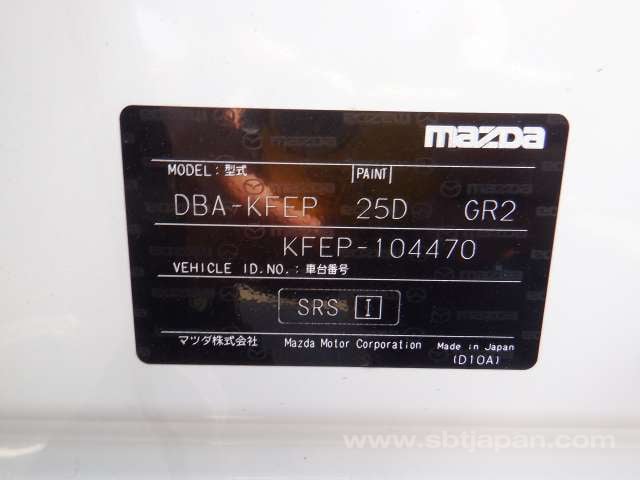 mazda
MODEL: 型式 PAINT
DBA-KFEP 25D GR2
KFEP-104470
VEHICLE ID.NO.: 車台番号
SRS I
マツダ株式会社 Mazda Motor Corporation Made in Japan
(D10A)
www.sbtjapan.com